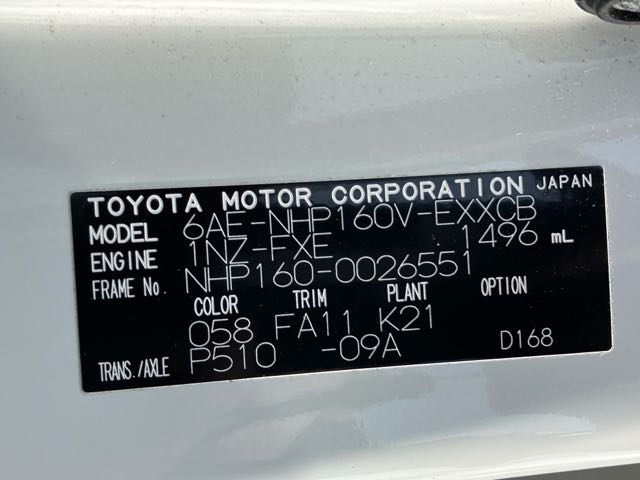 TOYOTA MOTOR CORPORATION JAPAN
MODEL 6AE-NHP160V-EXXCB
ENGINE 1NZ-FXE 1496 mL
FRAME No. NHP160-0026551
COLOR TRIM PLANT OPTION
058 FA11 K21
TRANS./AXLE P510 -09A D168